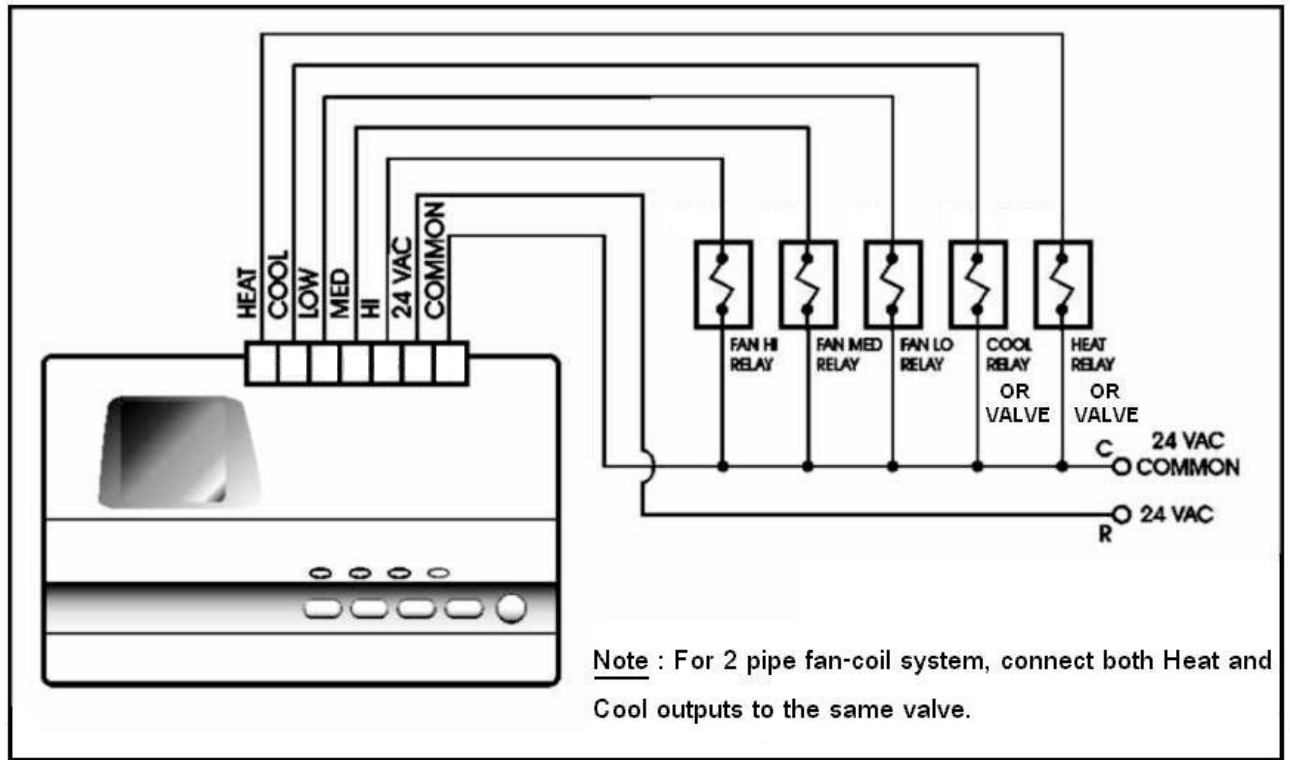 HEAT
COOL
LOW
MED
HI
24 VAC
COMMON
FAN HI
RELAY
FAN MED
RELAY
FAN LO
RELAY
COOL
RELAY
OR
VALVE
HEAT
RELAY
OR
VALVE
C
24 VAC
COMMON
24 VAC
R
Note : For 2 pipe fan-coil system, connect both Heat and
Cool outputs to the same valve.